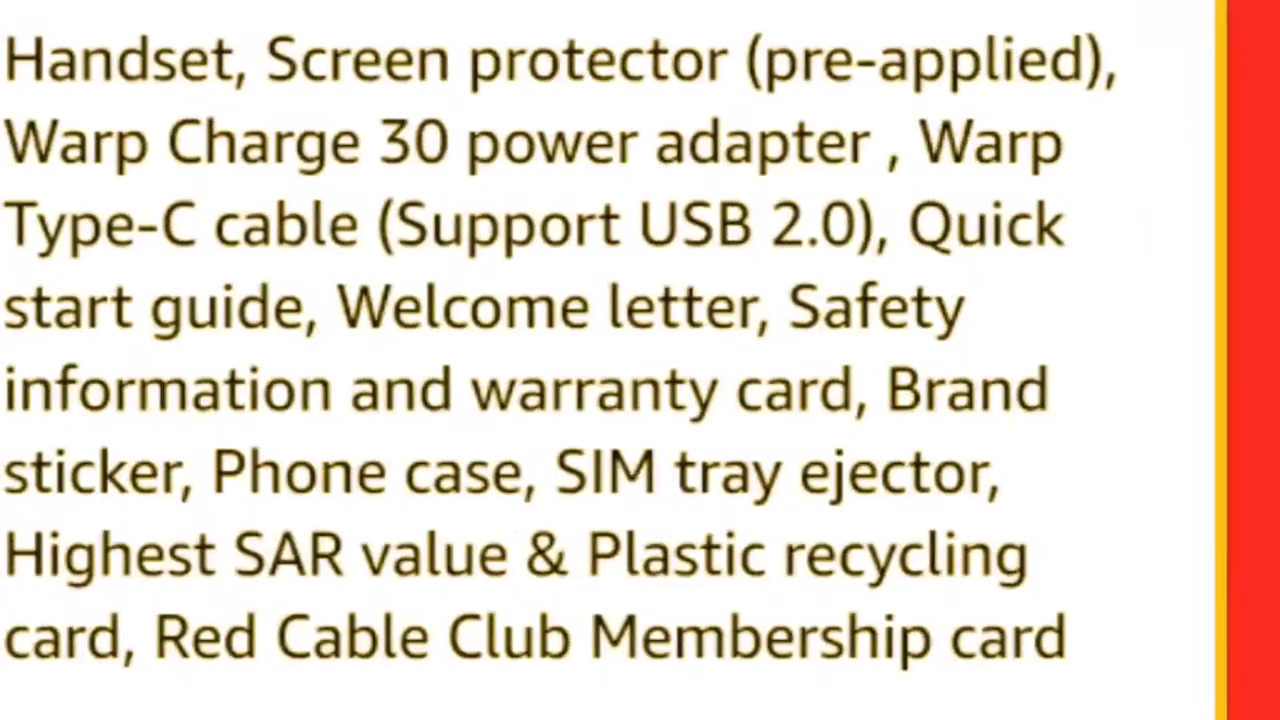 Handset, Screen protector (pre-applied),
Warp Charge 30 power adapter , Warp
Type-C cable (Support USB 2.0), Quick
start guide, Welcome letter, Safety
information and warranty card, Brand
sticker, Phone case, SIM tray ejector,
Highest SAR value & Plastic recycling
card, Red Cable Club Membership card